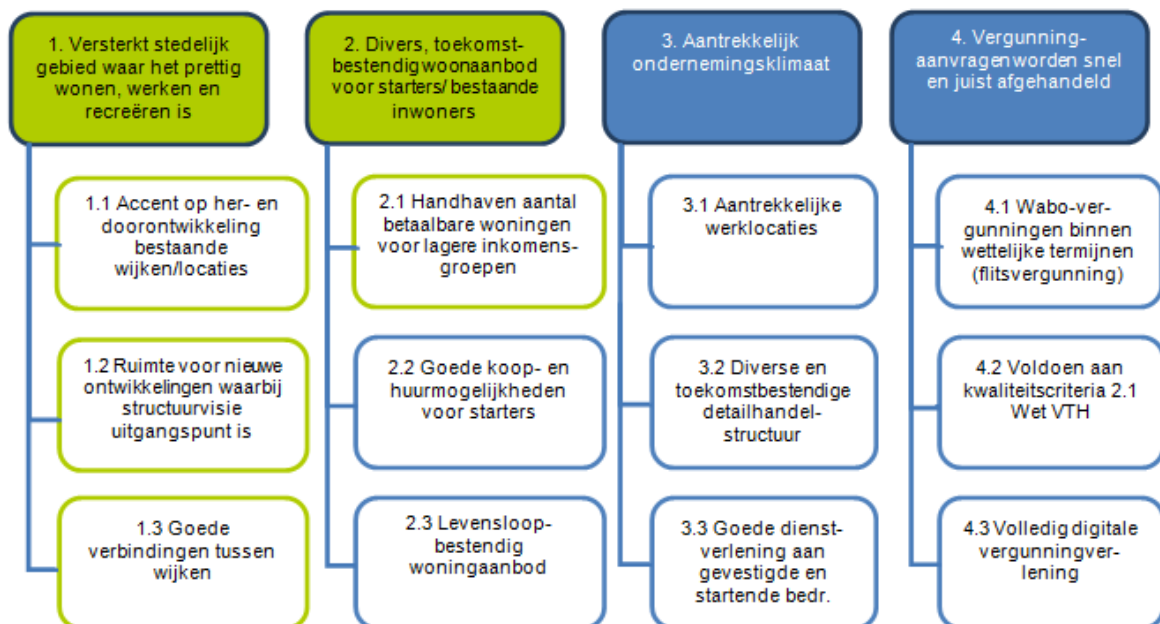 1. Versterkt stedelijk
gebied waar het prettig
wonen, werken en
recreëren is
2. Divers, toekomst-
bestendig woonaanbod
voor starters/ bestaande
inwoners
3. Aantrekkelijk
ondernemingsklimaat
4. Vergunning-
aanvragen worden snel
en juist afgehandeld
1.1 Accent op her- en
doorontwikkeling
bestaande
wijken/locaties
2.1 Handhaven aantal
betaalbare woningen
voor lagere inkomens-
groepen
3.1 Aantrekkelijke
werklocaties
4.1 Wabo-ver-
gunningen binnen
wettelijke termijnen
(flitsvergunning)
1.2 Ruimte voor nieuwe
ontwikkelingen waarbij
structuurvisie
uitgangspunt is
2.2 Goede koop- en
huurmogelijkheden
voor starters
3.2 Diverse en
toekomstbestendige
detailhandel-
structuur
4.2 Voldoen aan
kwaliteitscriteria 2.1
Wet VTH
1.3 Goede
verbindingen tussen
wijken
2.3 Levensloop-
bestendig
woningaanbod
3.3 Goede dienst-
verlening aan
gevestigde en
startende bedr.
4.3 Volledig digitale
vergunningver-
lening